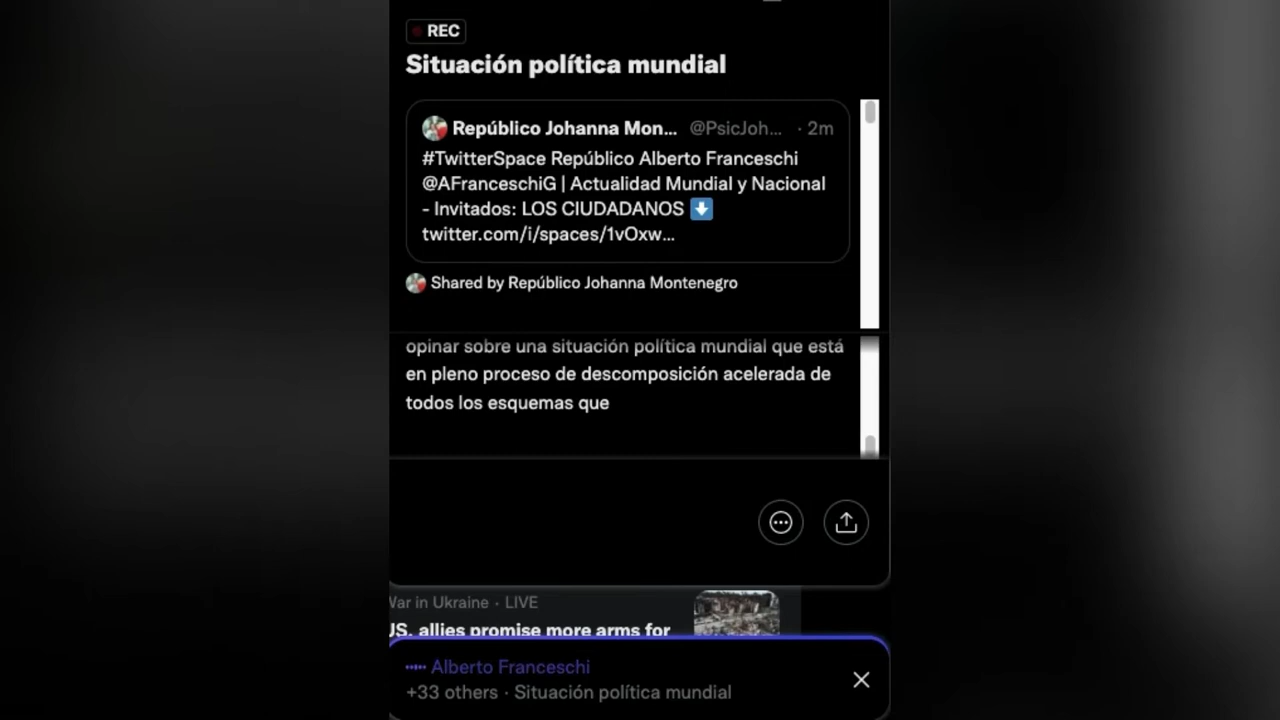 REC
Situación política mundial
Repúblico Johanna Mon... @PsicJoh... · 2m
#TwitterSpace Repúblico Alberto Franceschi
@AFranceschiG | Actualidad Mundial y Nacional
- Invitados: LOS CIUDADANOS ⬇️
twitter.com/i/spaces/1vOxw...
Shared by Repúblico Johanna Montenegro
opinar sobre una situación política mundial que está
en pleno proceso de descomposición acelerada de
todos los esquemas que
War in Ukraine · LIVE
US, allies promise more arms for
Alberto Franceschi
+33 others · Situación política mundial